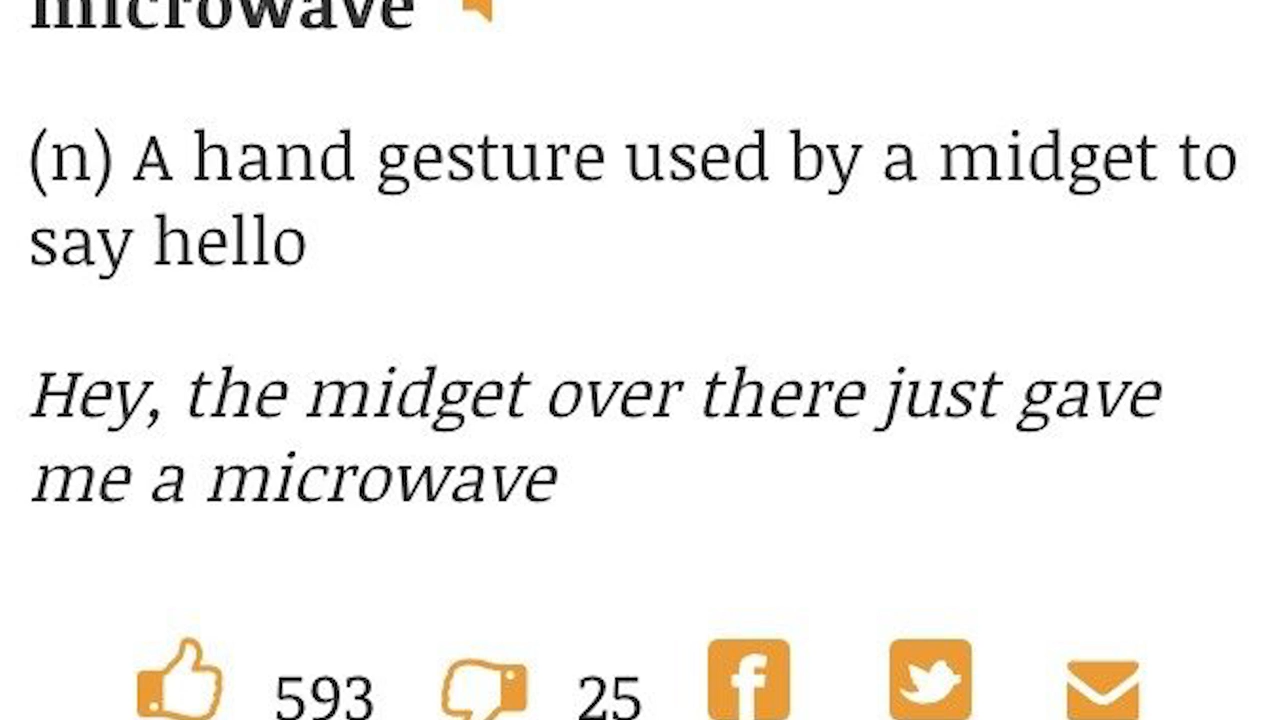 microwave
(n) A hand gesture used by a midget to
say hello
Hey, the midget over there just gave
me a microwave
593 25